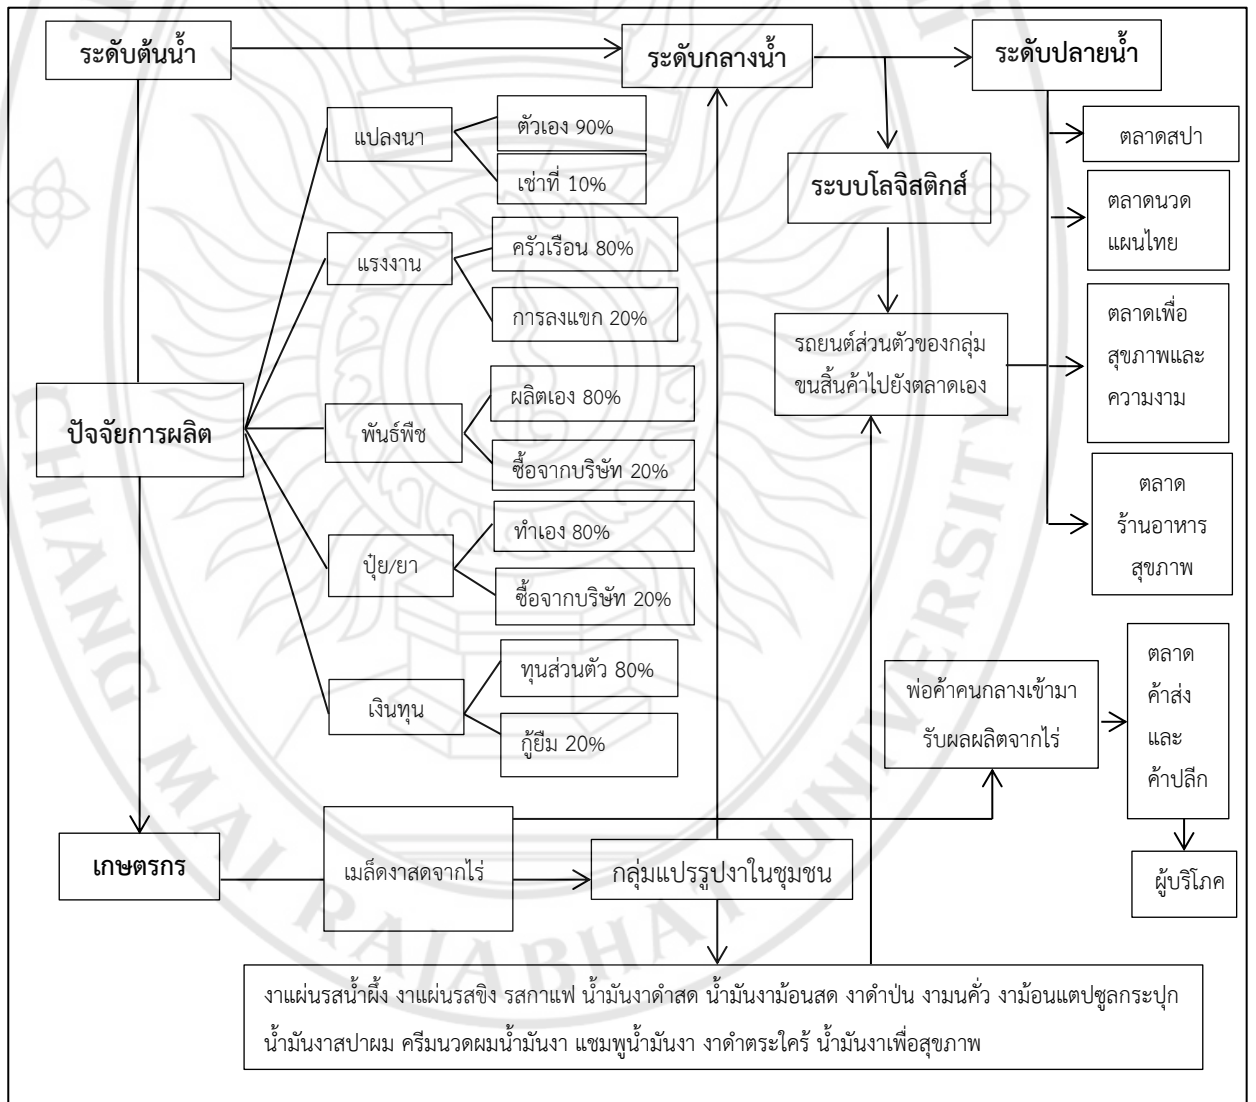 ระดับต้นน้ำ
ระดับกลางน้ำ
ระดับปลายน้ำ
แปลงนา
ตัวเอง 90%
เช่าที่ 10%
แรงงาน
ครัวเรือน 80%
การลงแขก 20%
ปัจจัยการผลิต
พันธ์พืช
ผลิตเอง 80%
ซื้อจากบริษัท 20%
ปุ๋ย/ยา
ทำเอง 80%
ซื้อจากบริษัท 20%
เงินทุน
ทุนส่วนตัว 80%
กู้ยืม 20%
ระบบโลจิสติกส์
รถยนต์ส่วนตัวของกลุ่ม
ขนสิ้นค้าไปยังตลาดเอง
ตลาดสปา
ตลาดนวด
แผนไทย
ตลาดเพื่อ
สุขภาพและ
ความงาม
ตลาด
ร้านอาหาร
สุขภาพ
พ่อค้าคนกลางเข้ามา
รับผลผลิตจากไร่
ตลาด
ค้าส่ง
และ
ค้าปลีก
ผู้บริโภค
เกษตรกร
เมล็ดงาสดจากไร่
กลุ่มแปรรูปงาในชุมชน
งาแผ่นรสน้ำผึ้ง งาแผ่นรสขิง รสกาแฟ น้ำมันงาดำสด น้ำมันงาม้อนสด งาดำป่น งามนคั่ว งาม้อนแตปซูลกระปุก
น้ำมันงาสปาผม ครีมนวดผมน้ำมันงา แชมพูน้ำมันงา งาดำตระใคร้ น้ำมันงาเพื่อสุขภาพ
CHIANG MAI RAJABHAT UNIVERSITY